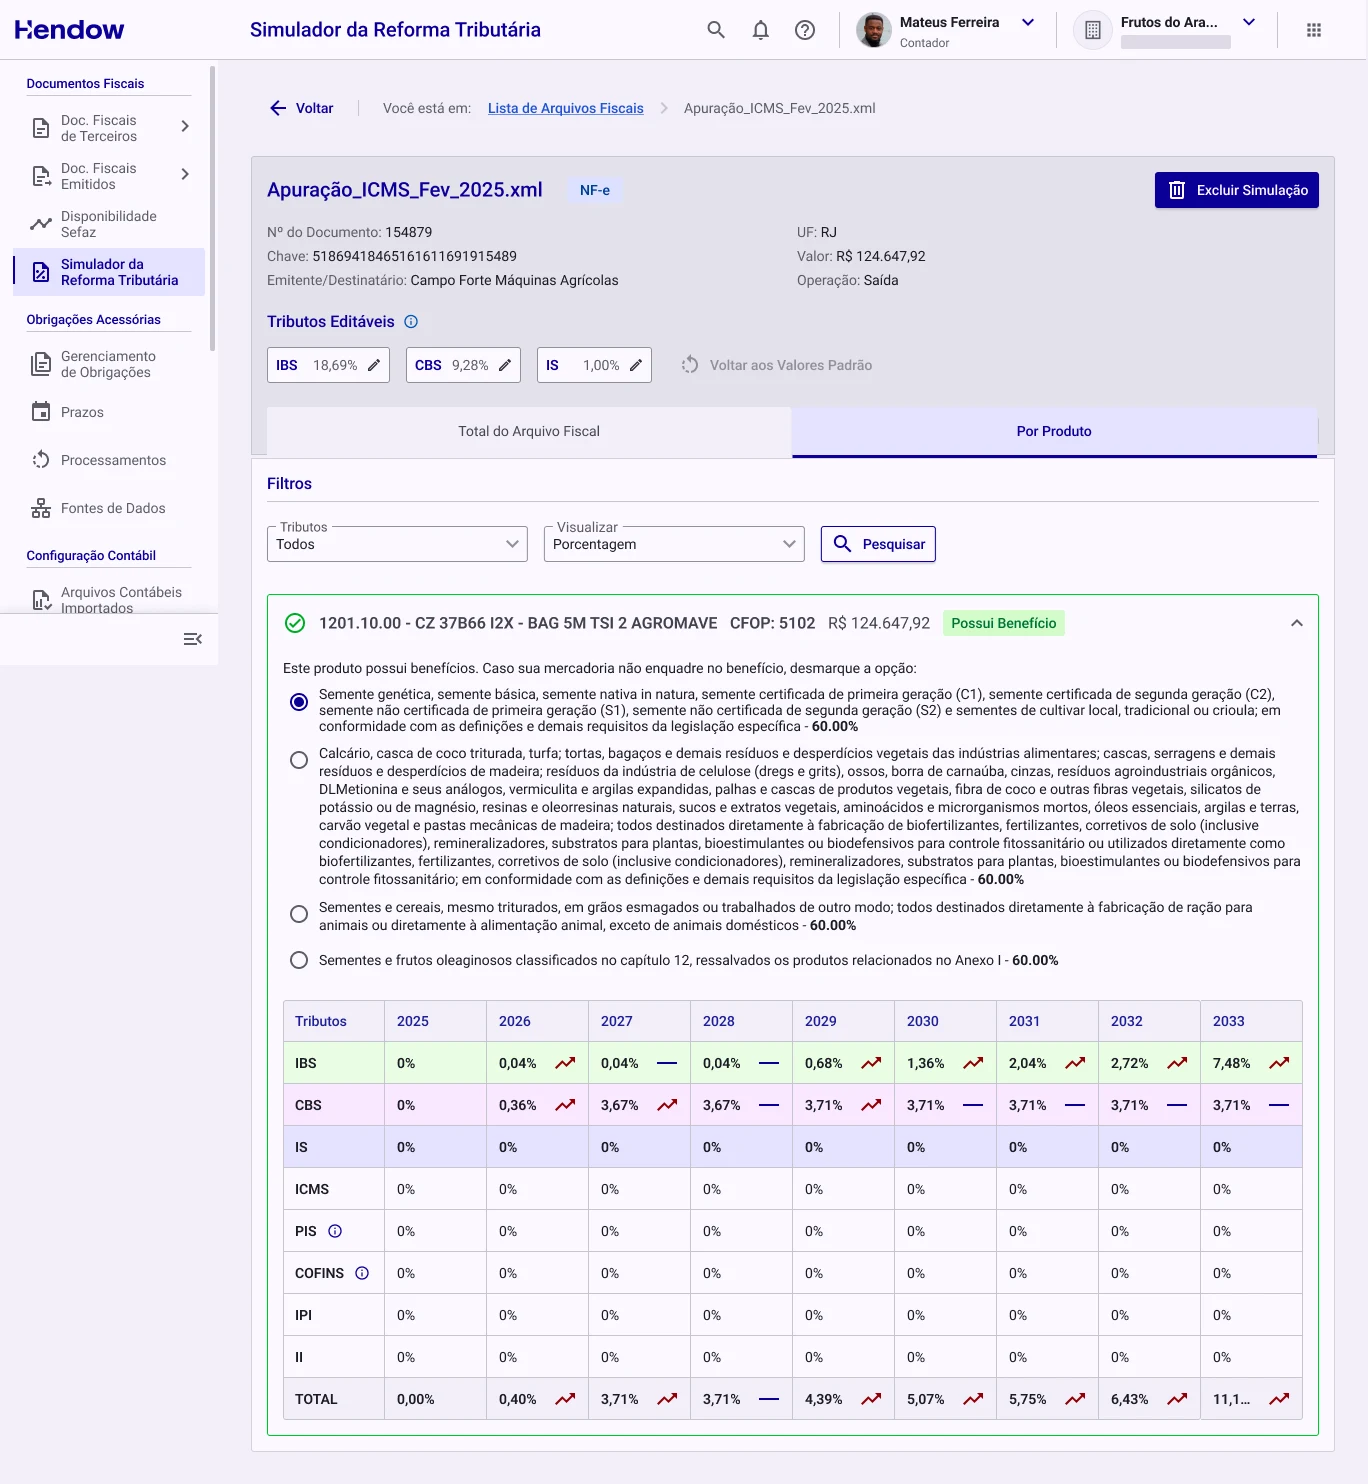 Hendow
Simulador da Reforma Tributária
Mateus Ferreira
Contador
Frutos do Ara...
Documentos Fiscais
Doc. Fiscais
de Terceiros
Doc. Fiscais
Emitidos
Disponibilidade
Sefaz
Simulador da
Reforma Tributária
Obrigações Acessórias
Gerenciamento
de Obrigações
Prazos
Processamentos
Fontes de Dados
Configuração Contábil
Arquivos Contábeis
Importados
Voltar
Você está em: Lista de Arquivos Fiscais Apuração_ICMS_Fev_2025.xml
Apuração_ICMS_Fev_2025.xml NF-e
Excluir Simulação
Nº do Documento: 154879
UF: RJ
Chave: 51869418465161611691915489
Valor: R$ 124.647,92
Emitente/Destinatário: Campo Forte Máquinas Agrícolas
Operação: Saída
Tributos Editáveis
IBS 18,69%
CBS 9,28%
IS 1,00%
Voltar aos Valores Padrão
Total do Arquivo Fiscal
Por Produto
Filtros
Tributos
Todos
Visualizar
Porcentagem
Pesquisar
1201.10.00 - CZ 37B66 I2X - BAG 5M TSI 2 AGROMAVE CFOP: 5102 R$ 124.647,92 Possui Benefício
Este produto possui benefícios. Caso sua mercadoria não enquadre no benefício, desmarque a opção:
Semente genética, semente básica, semente nativa in natura, semente certificada de primeira geração (C1), semente certificada de segunda geração (C2),
semente não certificada de primeira geração (S1), semente não certificada de segunda geração (S2) e sementes de cultivar local, tradicional ou crioula; em
conformidade com as definições e demais requisitos da legislação específica - 60.00%
Calcário, casca de coco triturada, turfa; tortas, bagaços e demais resíduos e desperdícios vegetais das indústrias alimentares; cascas, serragens e demais
resíduos e desperdícios de madeira; resíduos da indústria de celulose (dregs e grits), ossos, borra de carnaúba, cinzas, resíduos agroindustriais orgânicos,
DLMetionina e seus análogos, vermiculita e argilas expandidas, palhas e cascas de produtos vegetais, fibra de coco e outras fibras vegetais, silicatos de
potássio ou de magnésio, resinas e oleorresinas naturais, sucos e extratos vegetais, aminoácidos e microrganismos mortos, óleos essenciais, argilas e terras,
carvão vegetal e pastas mecânicas de madeira; todos destinados diretamente à fabricação de biofertilizantes, fertilizantes, corretivos de solo (inclusive
condicionadores), remineralizadores, substratos para plantas, bioestimulantes ou biodefensivos para controle fitossanitário ou utilizados diretamente como
biofertilizantes, fertilizantes, corretivos de solo (inclusive condicionadores), remineralizadores, substratos para plantas, bioestimulantes ou biodefensivos para
controle fitossanitário; em conformidade com as definições e demais requisitos da legislação específica - 60.00%
Sementes e cereais, mesmo triturados, em grãos esmagados ou trabalhados de outro modo; todos destinados diretamente à fabricação de ração para
animais ou diretamente à alimentação animal, exceto de animais domésticos - 60.00%
Sementes e frutos oleaginosos classificados no capítulo 12, ressalvados os produtos relacionados no Anexo I - 60.00%
Tributos 2025 2026 2027 2028 2029 2030 2031 2032 2033
IBS 0% 0,04% 0,04% 0,04% 0,68% 1,36% 2,04% 2,72% 7,48%
CBS 0% 0,36% 3,67% 3,67% 3,71% 3,71% 3,71% 3,71% 3,71%
IS 0% 0% 0% 0% 0% 0% 0% 0% 0%
ICMS 0% 0% 0% 0% 0% 0% 0% 0% 0%
PIS 0% 0% 0% 0% 0% 0% 0% 0% 0%
COFINS 0% 0% 0% 0% 0% 0% 0% 0% 0%
IPI 0% 0% 0% 0% 0% 0% 0% 0% 0%
II 0% 0% 0% 0% 0% 0% 0% 0% 0%
TOTAL 0,00% 0,40% 3,71% 3,71% 4,39% 5,07% 5,75% 6,43% 11,1...